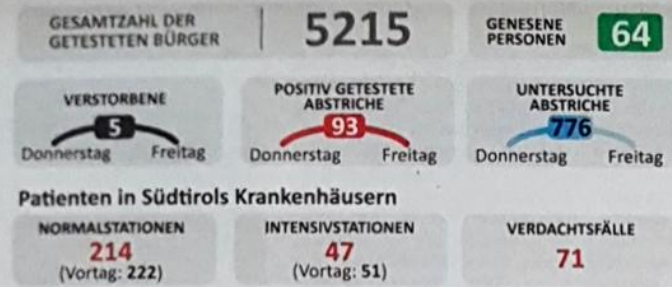 GESAMTZAHL DER
GETESTETEN BÜRGER
5215
GENESENE
PERSONEN
64
VERSTORBENE
5
Donnerstag Freitag
POSITIV GETESTETE
ABSTRICHE
93
Donnerstag Freitag
UNTERSUCHTE
ABSTRICHE
776
Donnerstag Freitag
Patienten in Südtirols Krankenhäusern
NORMALSTATIONEN
214
(Vortag: 222)
INTENSIVSTATIONEN
47
(Vortag: 51)
VERDACHTSFÄLLE
71